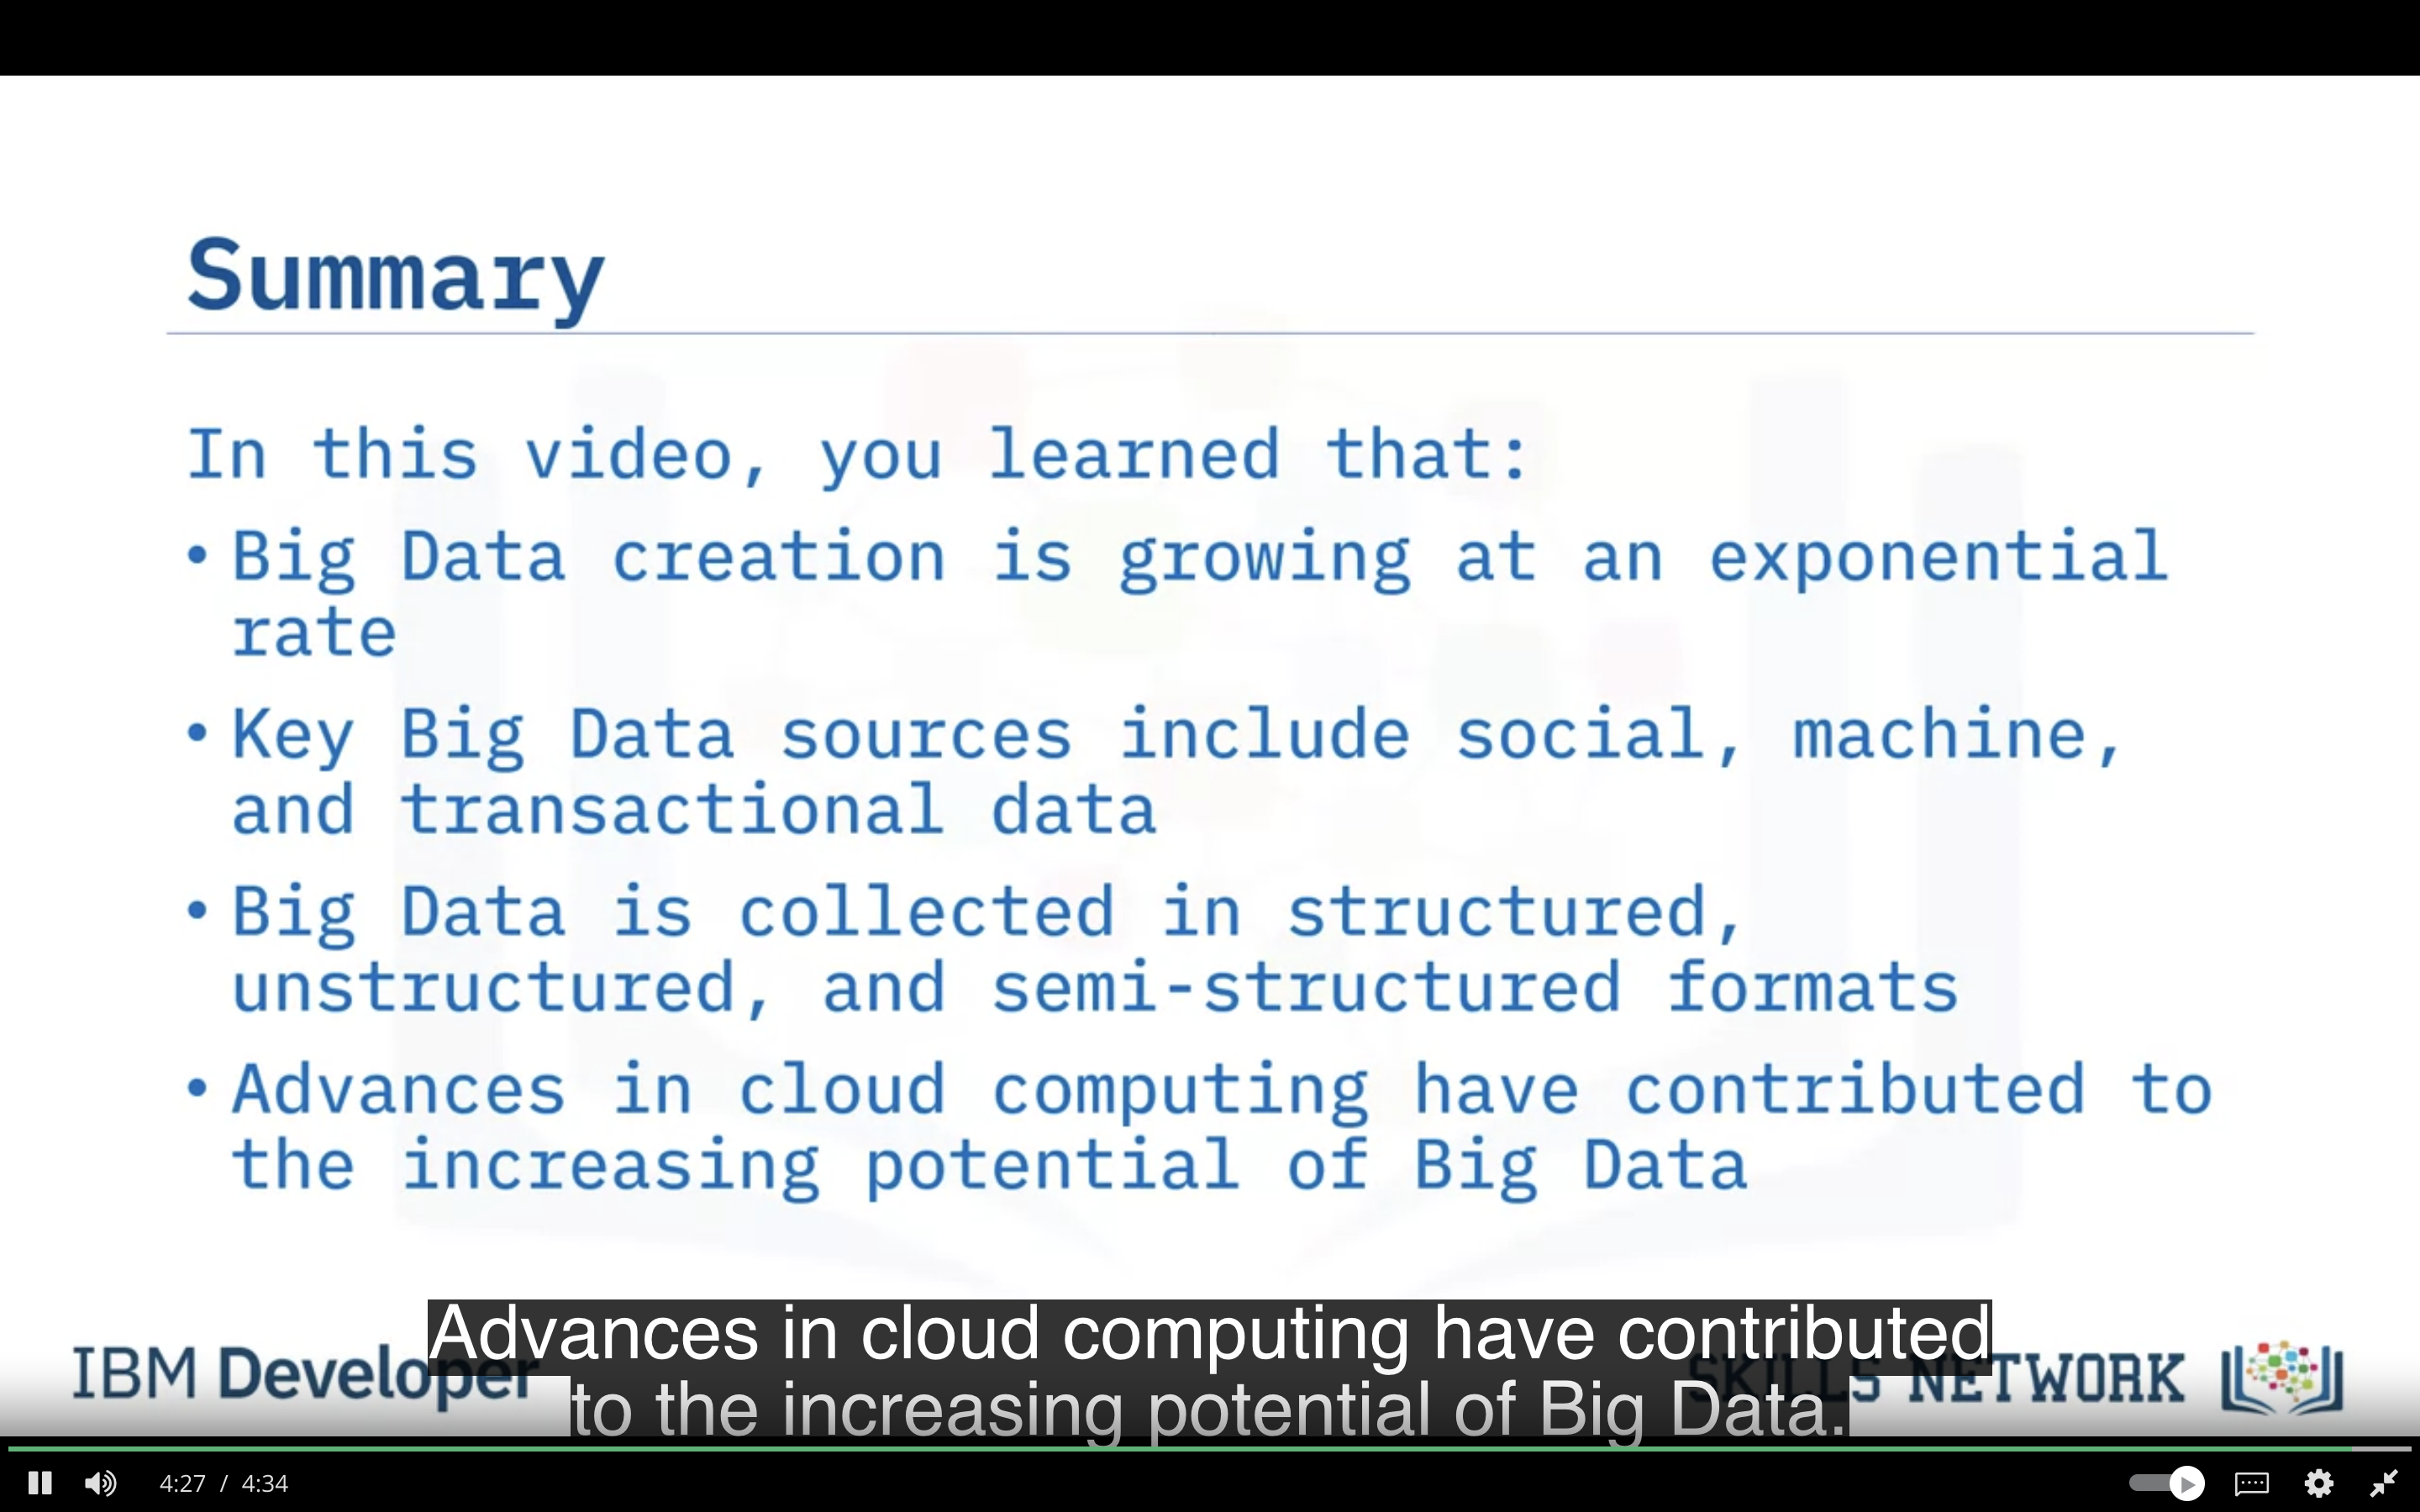 Summary
In this video, you learned that:
• Big Data creation is growing at an exponential
rate
• Key Big Data sources include social, machine,
and transactional data
• Big Data is collected in structured,
unstructured, and semi-structured formats
• Advances in cloud computing have contributed to
the increasing potential of Big Data
Advances in cloud computing have contributed
to the increasing potential of Big Data.
IBM Developer
SKILLS NETWORK
4:27 / 4:34